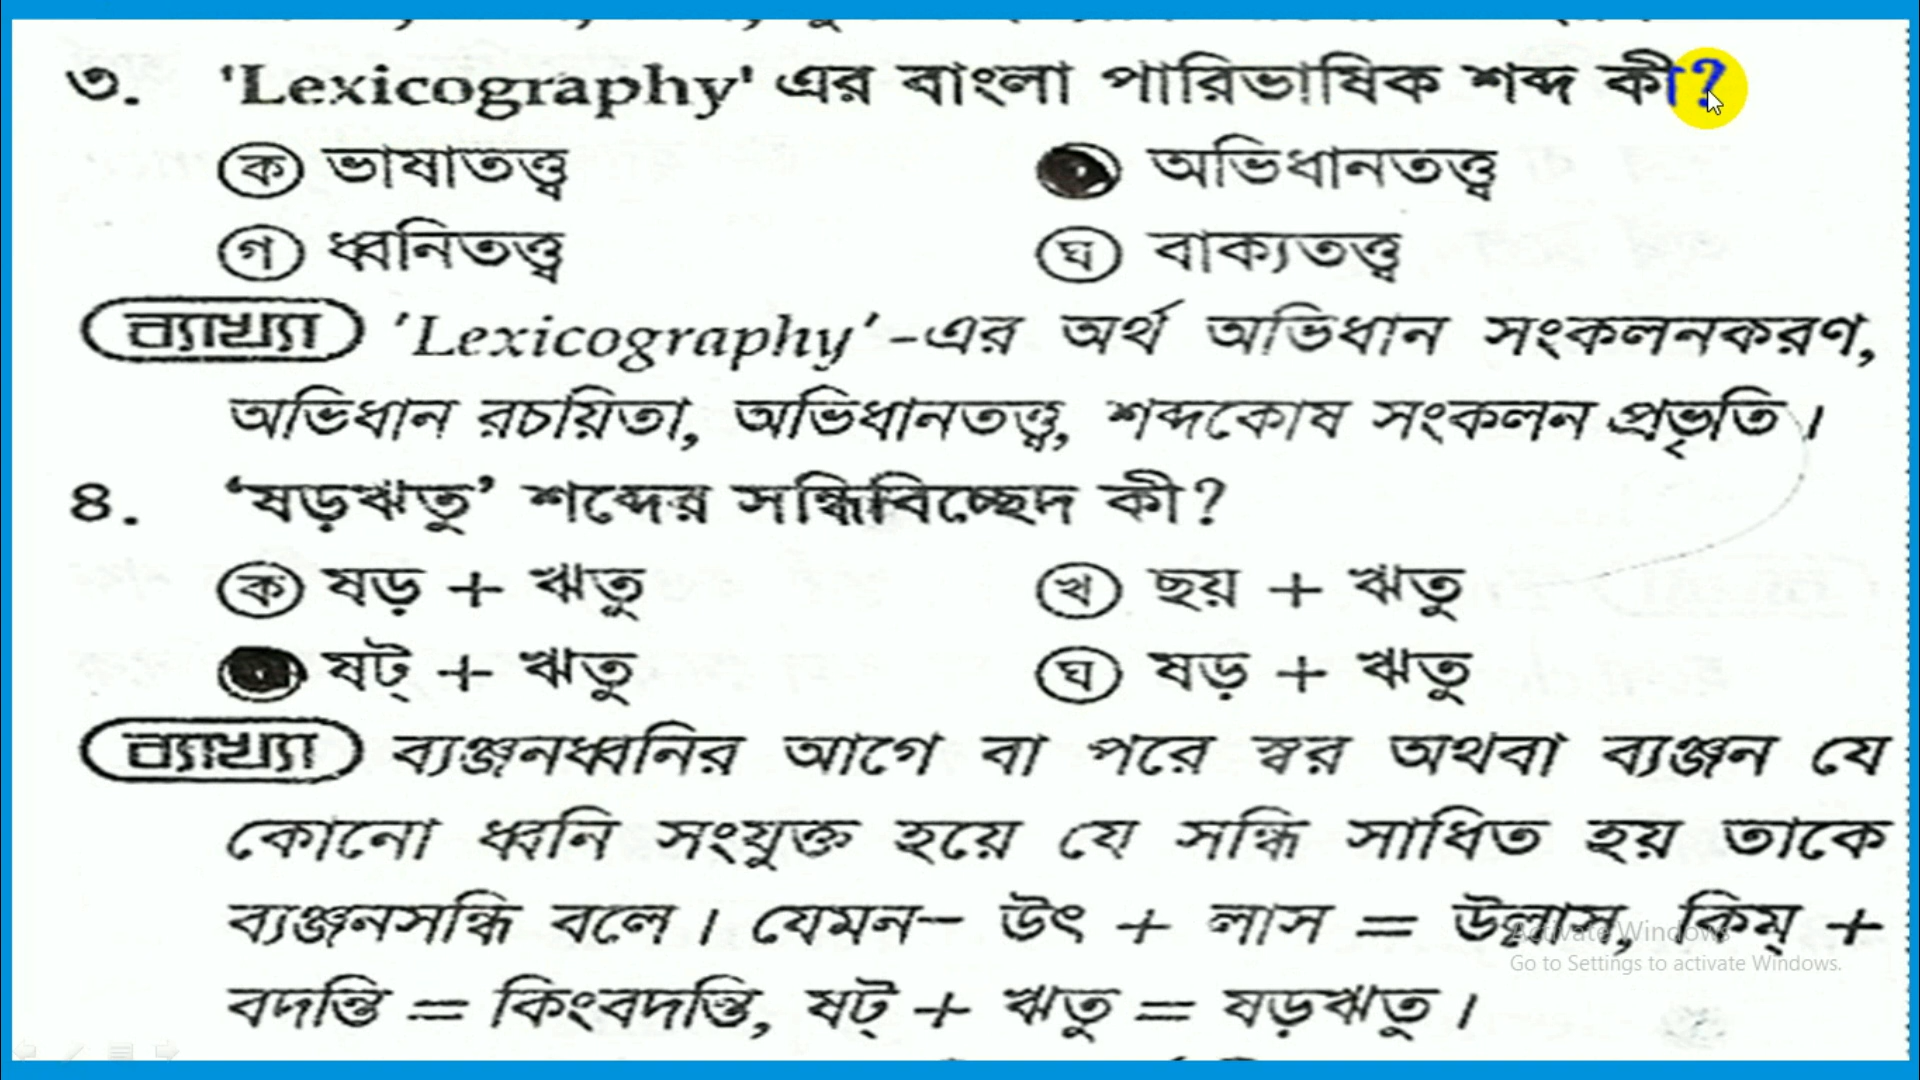 ৩. 'Lexicography' এর বাংলা পারিভাষিক শব্দ কী?
ক ভাষাতত্ত্ব অভিধানতত্ত্ব
গ ধ্বনিতত্ত্ব ঘ বাক্যতত্ত্ব
ব্যাখ্যা 'Lexicography'-এর অর্থ অভিধান সংকলনকরণ,
অভিধান রচয়িতা, অভিধানতত্ত্ব, শব্দকোষ সংকলন প্রভৃতি।
৪. ‘ষড়ঋতু’ শব্দের সন্ধিবিচ্ছেদ কী?
ক ষড় + ঋতু খ ছয় + ঋতু
ষট্ + ঋতু ঘ ষড় + ঋতু
ব্যাখ্যা ব্যঞ্জনধ্বনির আগে বা পরে স্বর অথবা ব্যঞ্জন যে
কোনো ধ্বনি সংযুক্ত হয়ে যে সন্ধি সাধিত হয় তাকে
ব্যঞ্জনসন্ধি বলে। যেমন– উৎ + লাস = উল্লাস, কিম্ +
বদন্তি = কিংবদন্তি, ষট্ + ঋতু = ষড়ঋতু।
Activate Windows
Go to Settings to activate Windows.